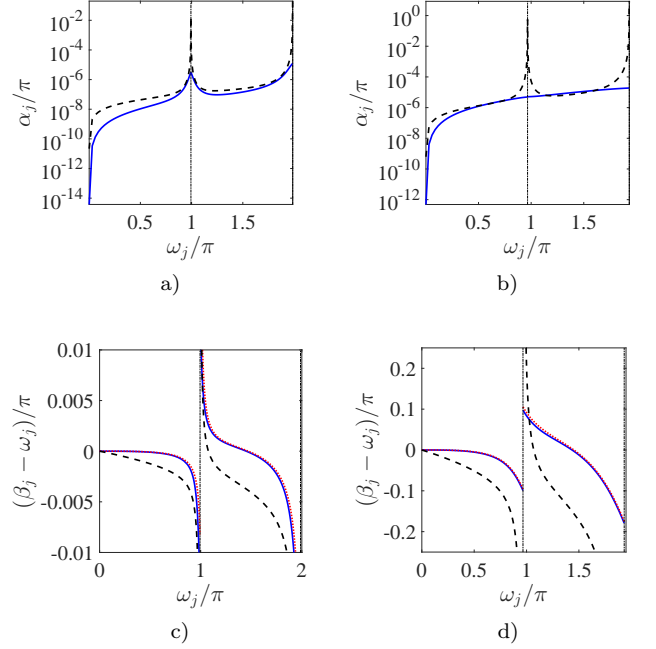 10^{-2}
10^{-4}
10^{-6}
10^{-8}
10^{-10}
10^{-12}
10^{-14}
α_j/π
0.5 1 1.5
ω_j/π
a)
10^0
10^{-2}
10^{-4}
10^{-6}
10^{-8}
10^{-10}
10^{-12}
α_j/π
0.5 1 1.5
ω_j/π
b)
0.01
0.005
0
-0.005
-0.01
(β_j − ω_j)/π
0 1 2
ω_j/π
c)
0.2
0.1
0
-0.1
-0.2
(β_j − ω_j)/π
0 0.5 1 1.5
ω_j/π
d)